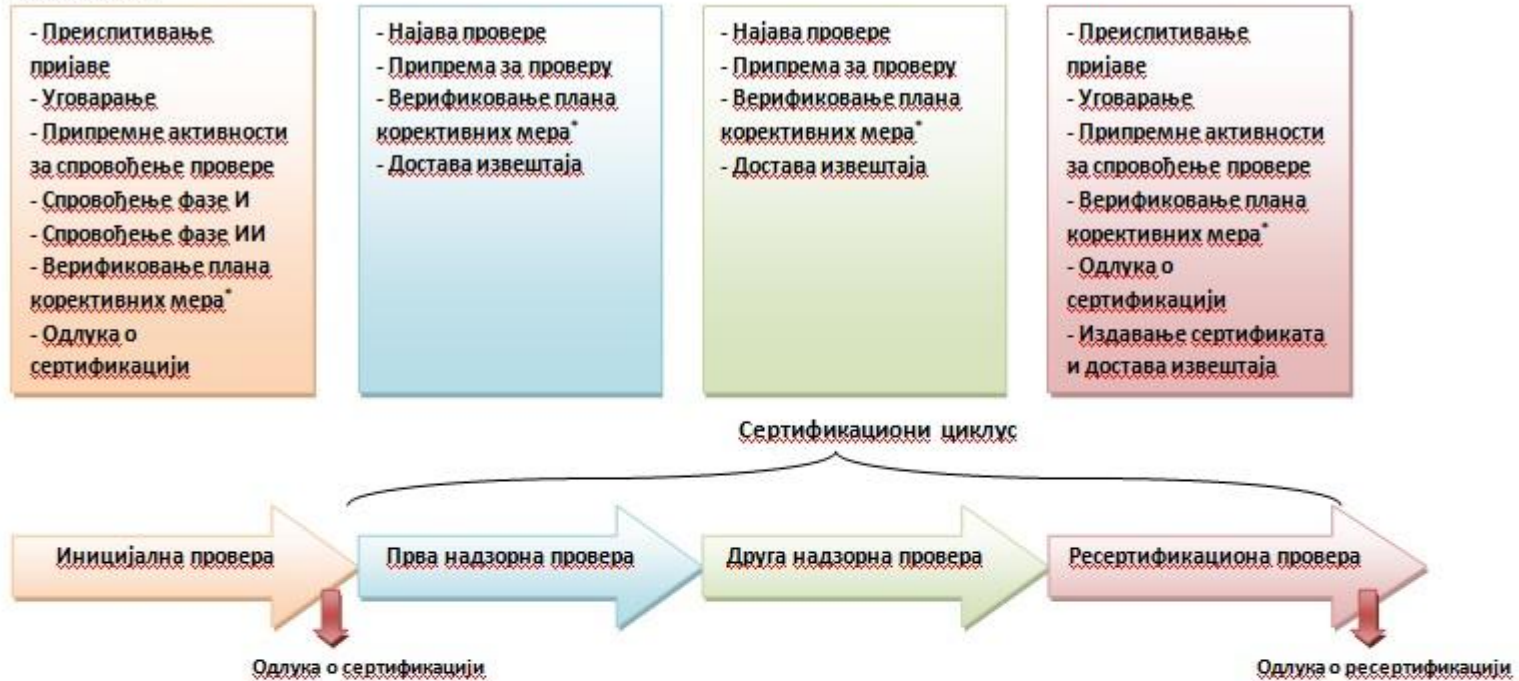 - Преиспитивање
пријаве
- Уговарање
- Припремне активности
за спровођење провере
- Спровођење фазе И
- Спровођење фазе ИИ
- Верификовање плана
корективних мера*
- Одлука о
сертификацији
- Најава провере
- Припрема за проверу
- Верификовање плана
корективних мера*
- Достава извештаја
- Најава провере
- Припрема за проверу
- Верификовање плана
корективних мера*
- Достава извештаја
- Преиспитивање
пријаве
- Уговарање
- Припремне активности
за спровођење провере
- Верификовање плана
корективних мера*
- Одлука о
сертификацији
- Издавање сертификата
и достава извештаја
Сертификациони циклус
Иницијална провера
Прва надзорна провера
Друга надзорна провера
Ресертификациона провера
Одлука о сертификацији
Одлука о ресертификацији